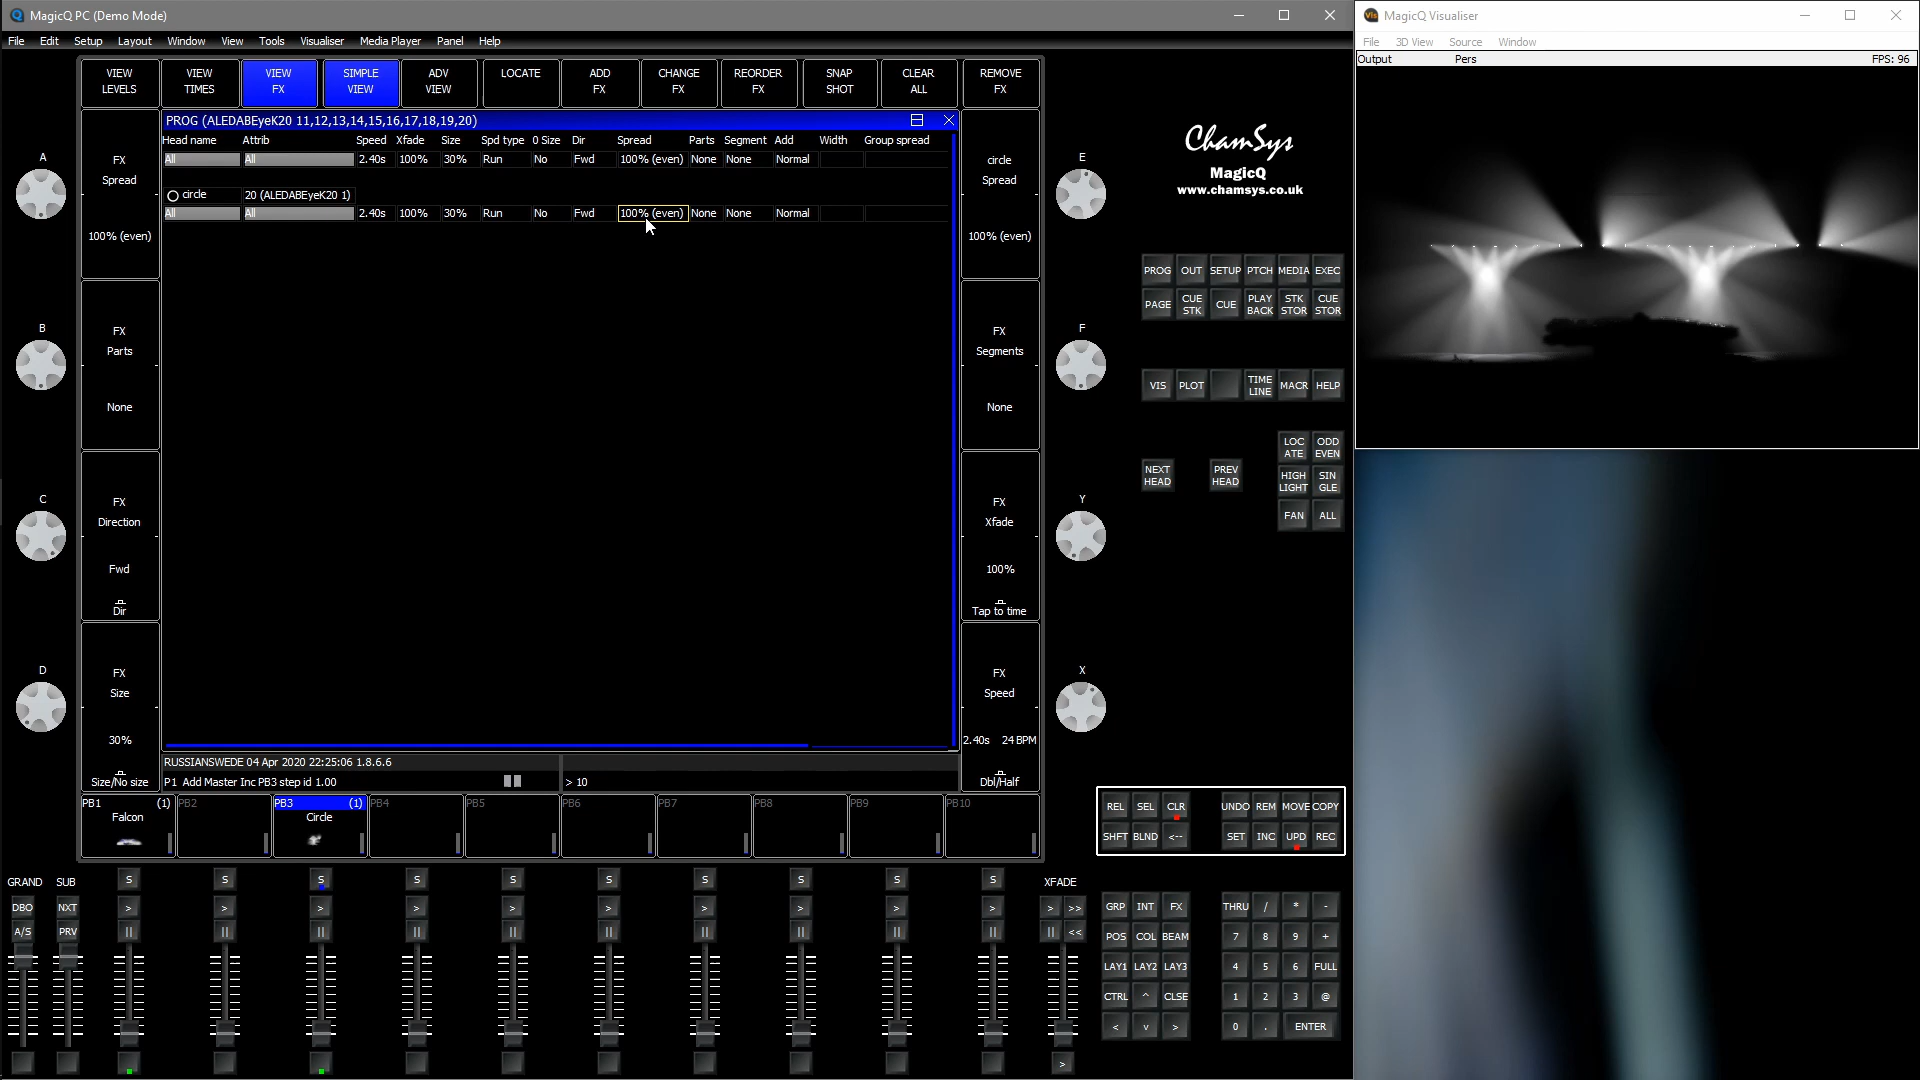 MagicQ PC (Demo Mode)
File Edit Setup Layout Window View Tools Visualiser Media Player Panel Help
VIEW LEVELS
VIEW TIMES
VIEW FX
SIMPLE VIEW
ADV VIEW
LOCATE
ADD FX
CHANGE FX
REORDER FX
SNAP SHOT
CLEAR ALL
REMOVE FX
PROG (ALEDABEyeK20 11,12,13,14,15,16,17,18,19,20)
Head name Attrib Speed Xfade Size Spd type 0 Size Dir Spread Parts Segment Add Width Group spread
All All 2.40s 100% 30% Run No Fwd 100% (even) None None Normal
circle 20 (ALEDABEyeK20 1)
All All 2.40s 100% 30% Run No Fwd 100% (even) None None Normal
A
FX
Spread
100% (even)
B
FX
Parts
None
C
FX
Direction
Fwd
Dir
D
FX
Size
30%
Size/No size
E
circle
Spread
100% (even)
F
FX
Segments
None
Y
FX
Xfade
100%
Tap to time
X
FX
Speed
2.40s 24 BPM
Dbl/Half
RUSSIANSWEDE 04 Apr 2020 22:25:06 1.8.6.6
P1 Add Master Inc PB3 step id 1.00
> 10
PB1 (1) PB2 PB3 (1) PB4 PB5 PB6 PB7 PB8 PB9 PB10
Falcon Circle
GRAND SUB
DBO NXT
A/S PRV
S S S S S S S S S S
> > > > > > > > > >
XFADE
> >>
<<
>
ChamSys
MagicQ
www.chamsys.co.uk
PROG OUT SETUP PTCH MEDIA EXEC
PAGE CUE STK CUE PLAY BACK STK STOR CUE STOR
VIS PLOT TIME LINE MACR HELP
NEXT HEAD PREV HEAD
LOC ATE ODD EVEN
HIGH LIGHT SIN GLE
FAN ALL
REL SEL CLR UNDO REM MOVE COPY
SHFT BLND <-- SET INC UPD REC
GRP INT FX THRU / * -
POS COL BEAM 7 8 9 +
LAY1 LAY2 LAY3 4 5 6 FULL
CTRL ^ CLSE 1 2 3 @
< v > 0 . ENTER
MagicQ Visualiser
File 3D View Source Window
Output Pers FPS: 96